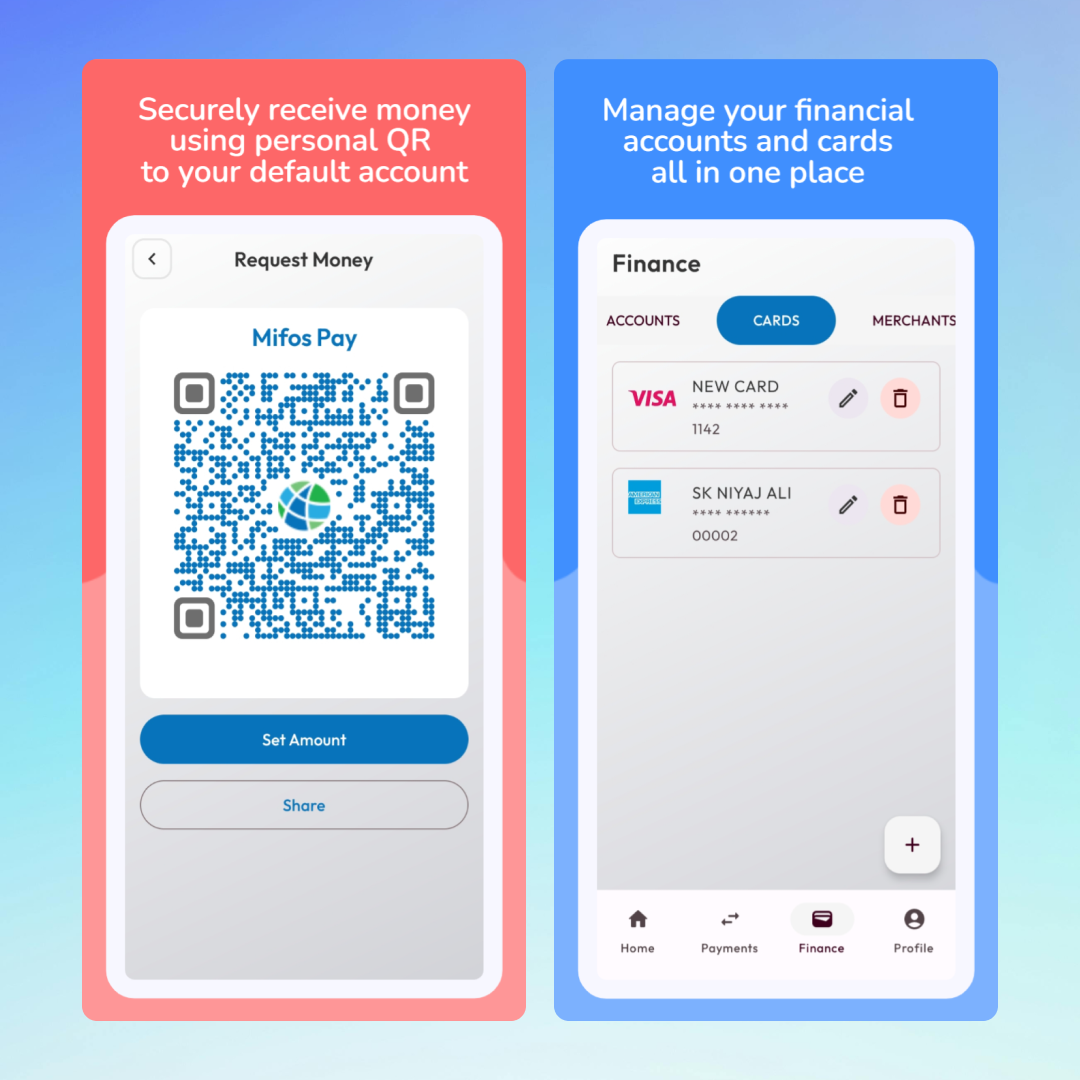 Securely receive money
using personal QR
to your default account
Request Money
Mifos Pay
Set Amount
Share
Manage your financial
accounts and cards
all in one place
Finance
ACCOUNTS
CARDS
MERCHANTS
VISA
NEW CARD
**** **** ****
1142
AMERICAN
EXPRESS
SK NIYAJ ALI
**** ******
00002
+
Home
Payments
Finance
Profile